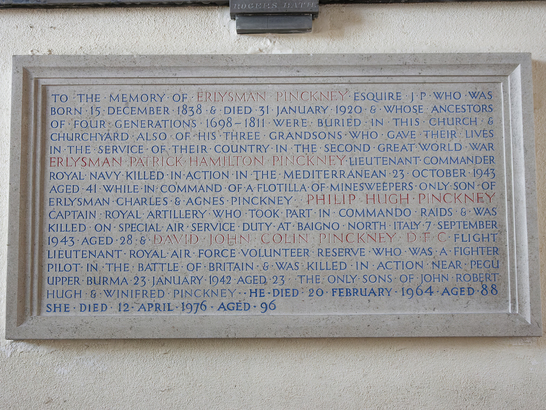 ROGERS
TO THE MEMORY OF ERLYSMAN PINCKNEY ESQUIRE J P WHO WAS
BORN 15 DECEMBER 1838 & DIED 31 JANUARY 1920 & WHOSE ANCESTORS
OF FOUR GENERATIONS 1698-1811 WERE BURIED IN THIS CHURCH &
CHURCHYARD · ALSO OF HIS THREE GRANDSONS WHO GAVE THEIR LIVES
IN THE SERVICE OF THEIR COUNTRY IN THE SECOND GREAT WORLD WAR
ERLYSMAN PATRICK HAMILTON PINCKNEY LIEUTENANT COMMANDER
ROYAL NAVY KILLED IN ACTION IN THE MEDITERRANEAN 23 OCTOBER 1943
AGED 41 WHILE IN COMMAND OF A FLOTILLA OF MINESWEEPERS ONLY SON OF
ERLYSMAN CHARLES & AGNES PINCKNEY · PHILIP HUGH PINCKNEY
CAPTAIN ROYAL ARTILLERY WHO TOOK PART IN COMMANDO RAIDS & WAS
KILLED ON SPECIAL AIR SERVICE DUTY AT BAIGNO NORTH ITALY 7 SEPTEMBER
1943 AGED 28 & DAVID JOHN COLIN PINCKNEY D F C FLIGHT
LIEUTENANT ROYAL AIR FORCE VOLUNTEER RESERVE WHO WAS A FIGHTER
PILOT IN THE BATTLE OF BRITAIN & WAS KILLED IN ACTION NEAR PEGU
UPPER BURMA 23 JANUARY 1942 AGED 23 · THE ONLY SONS OF JOHN ROBERT
HUGH & WINIFRED PINCKNEY · HE DIED 20 FEBRUARY 1964 AGED 88
SHE DIED 12 APRIL 1976 AGED 96